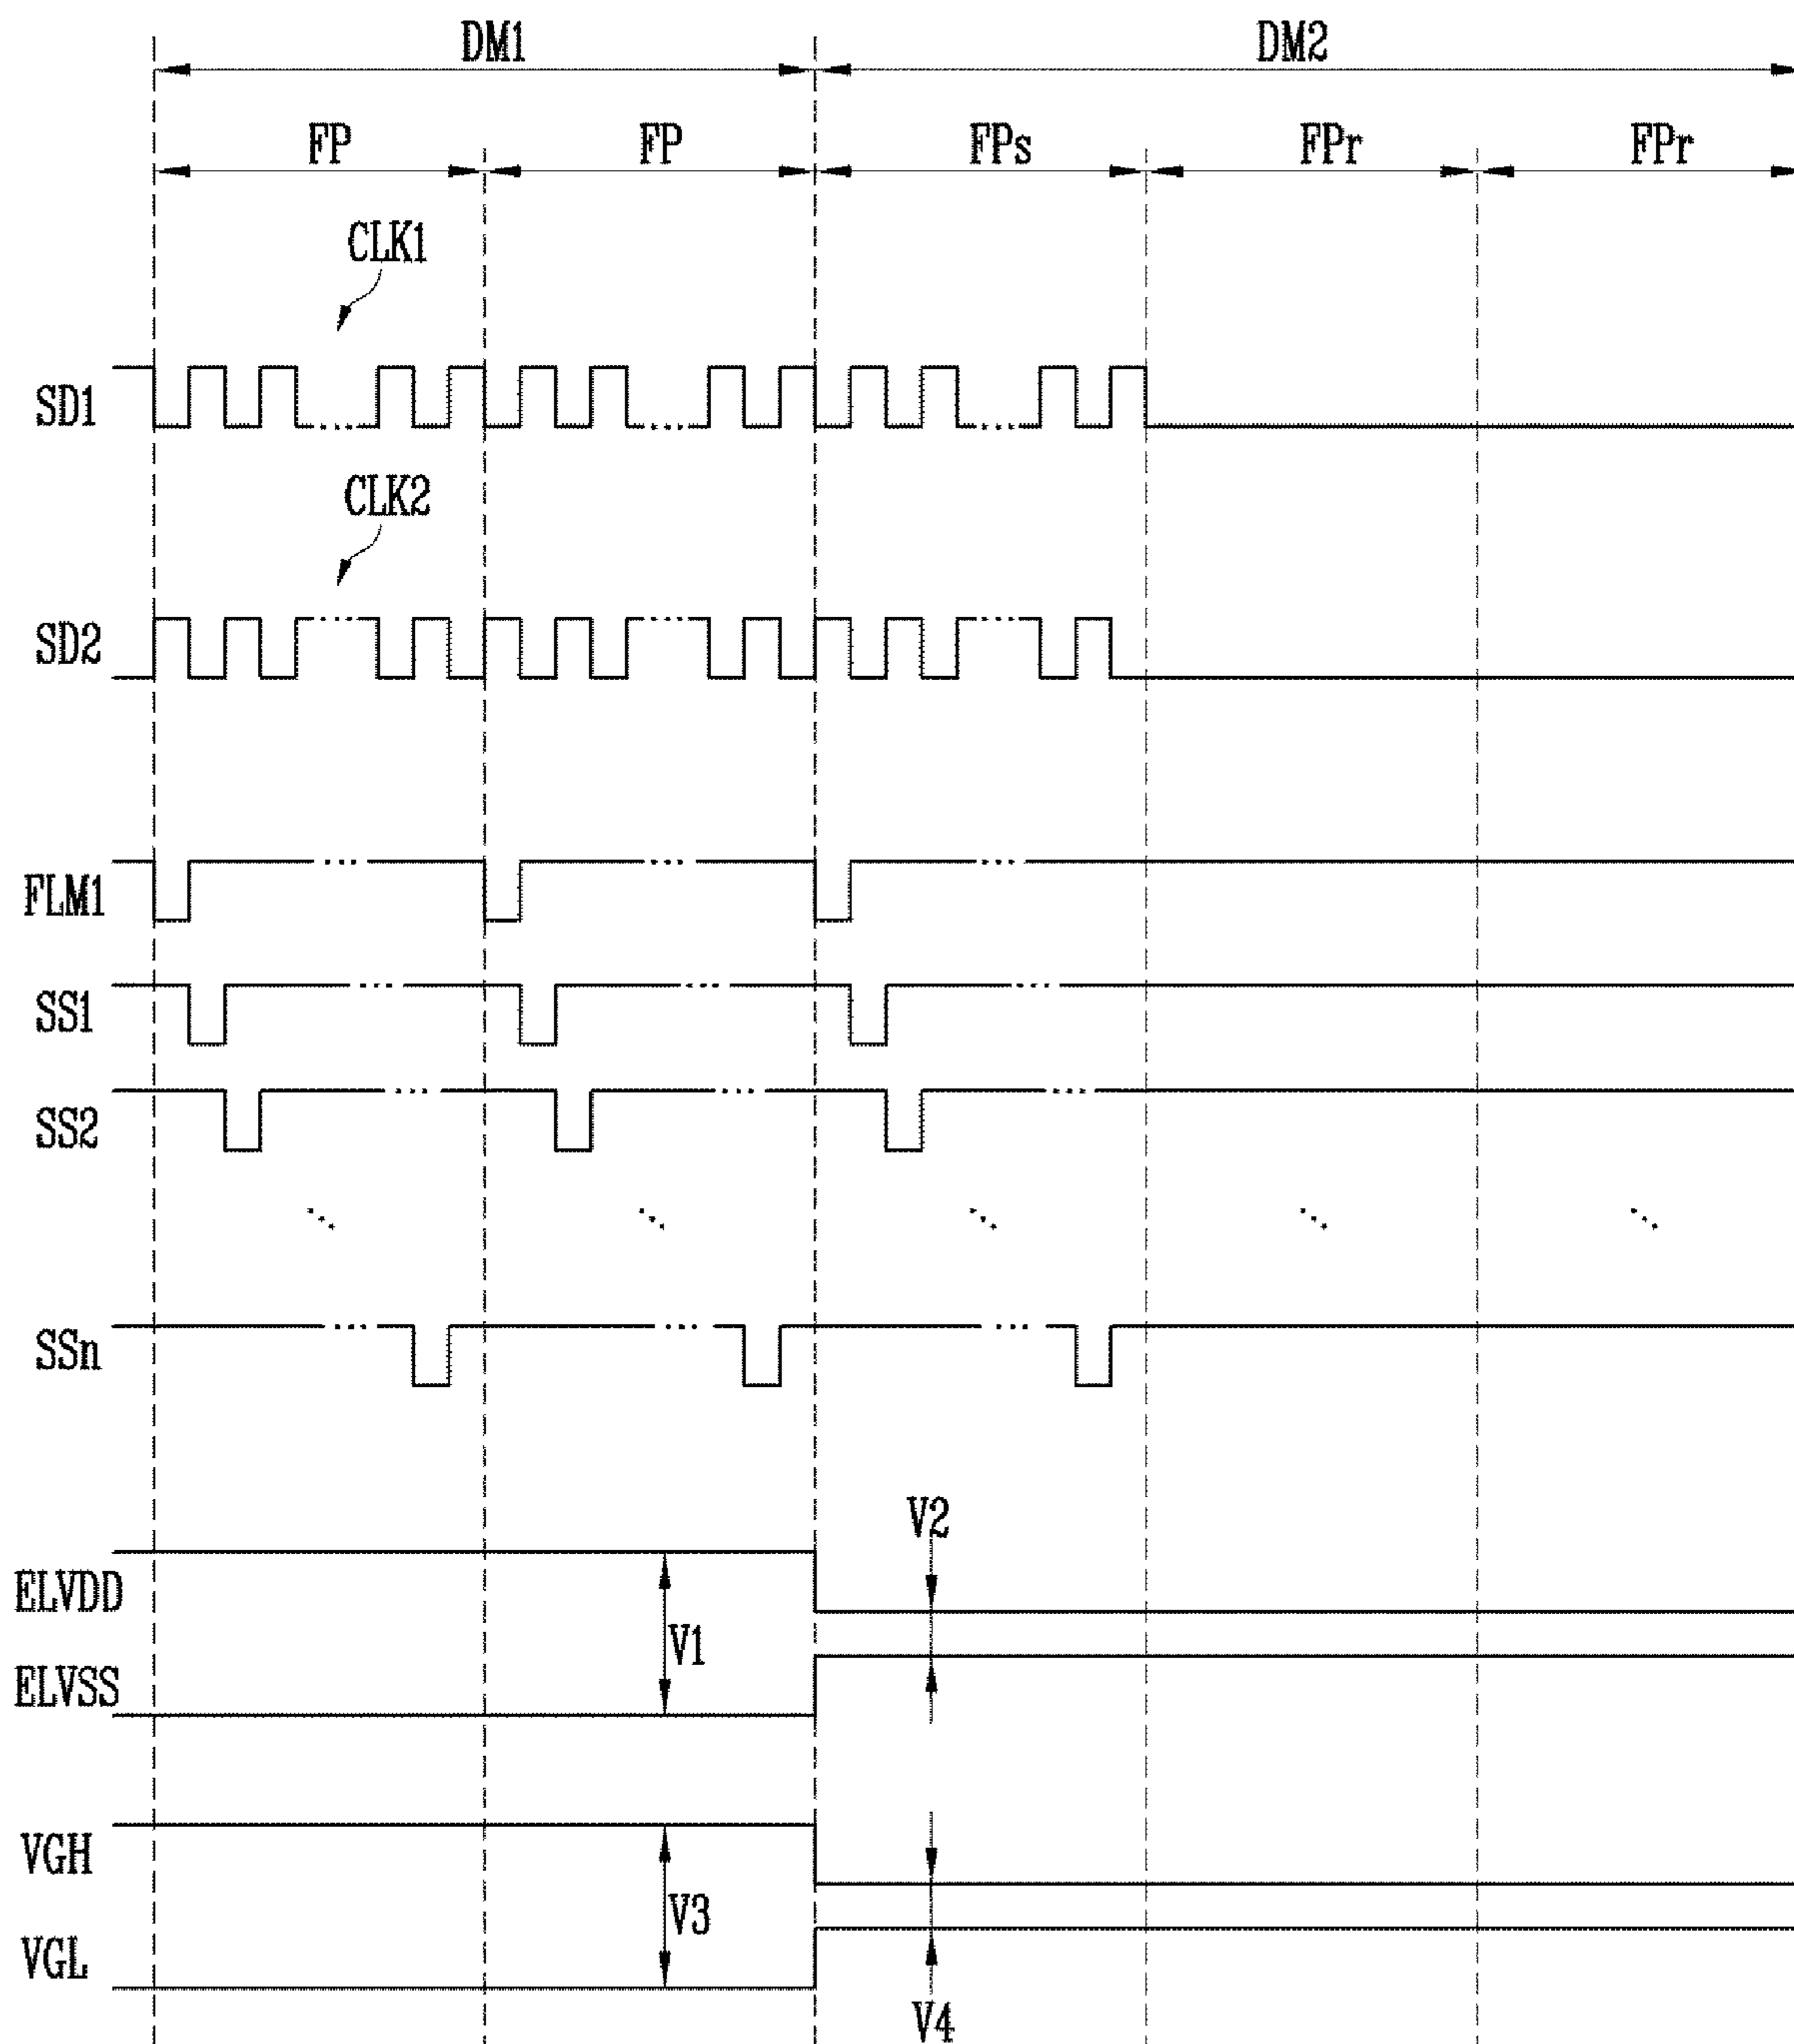 DM1 DM2
FP FP FPs FPr FPr
CLK1
SD1
CLK2
SD2
FLM1
SS1
SS2
SSn
V2
ELVDD
V1
ELVSS
VGH
V3
VGL
V4